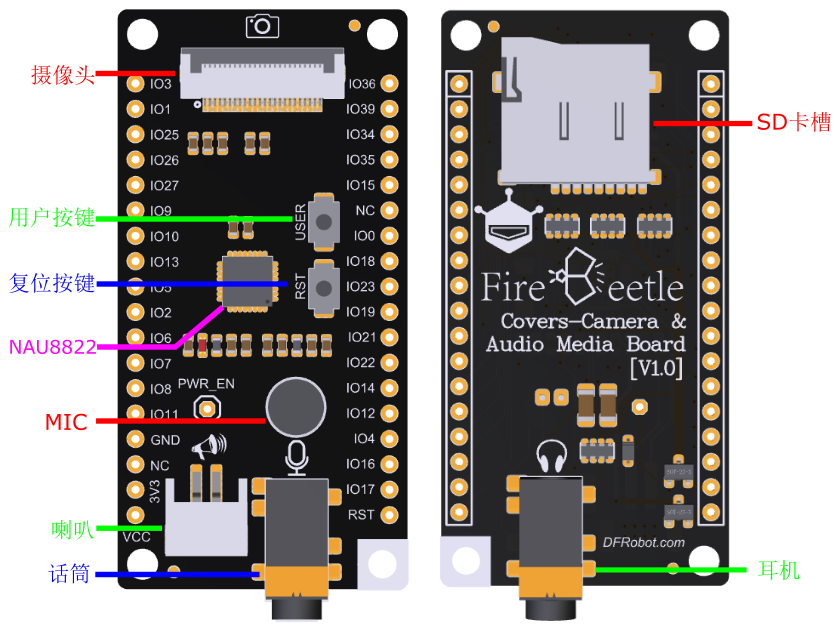 摄像头
用户按键
复位按键
NAU8822
MIC
喇叭
话筒
IO3
IO1
IO25
IO26
IO27
IO9
IO10
IO13
IO5
IO2
IO6
IO7
IO8
IO11
GND
NC
3V3
VCC
USER
RST
PWR_EN
IO36
IO39
IO34
IO35
IO15
NC
IO0
IO18
IO23
IO19
IO21
IO22
IO14
IO12
IO4
IO16
IO17
RST
SD卡槽
Fire Beetle
Covers-Camera &
Audio Media Board
[V1.0]
DFRobot.com
耳机